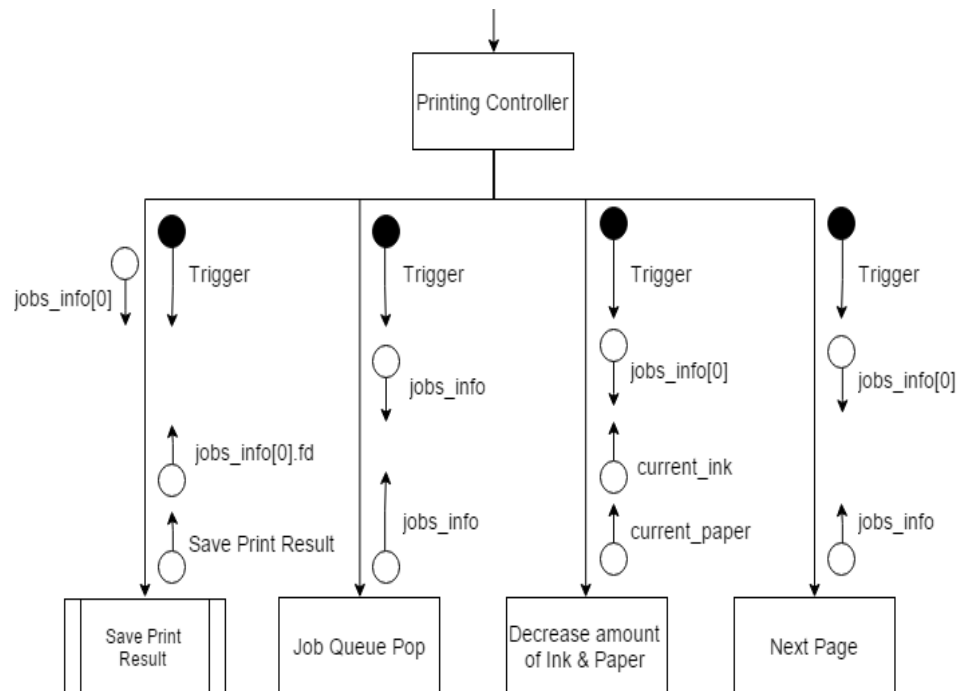 Printing Controller
Trigger
Trigger
Trigger
Trigger
jobs_info[0]
jobs_info[0]
jobs_info
jobs_info[0]
jobs_info[0].fd
current_ink
jobs_info
jobs_info
current_paper
Save Print Result
Save Print
Result
Job Queue Pop
Decrease amount
of Ink & Paper
Next Page